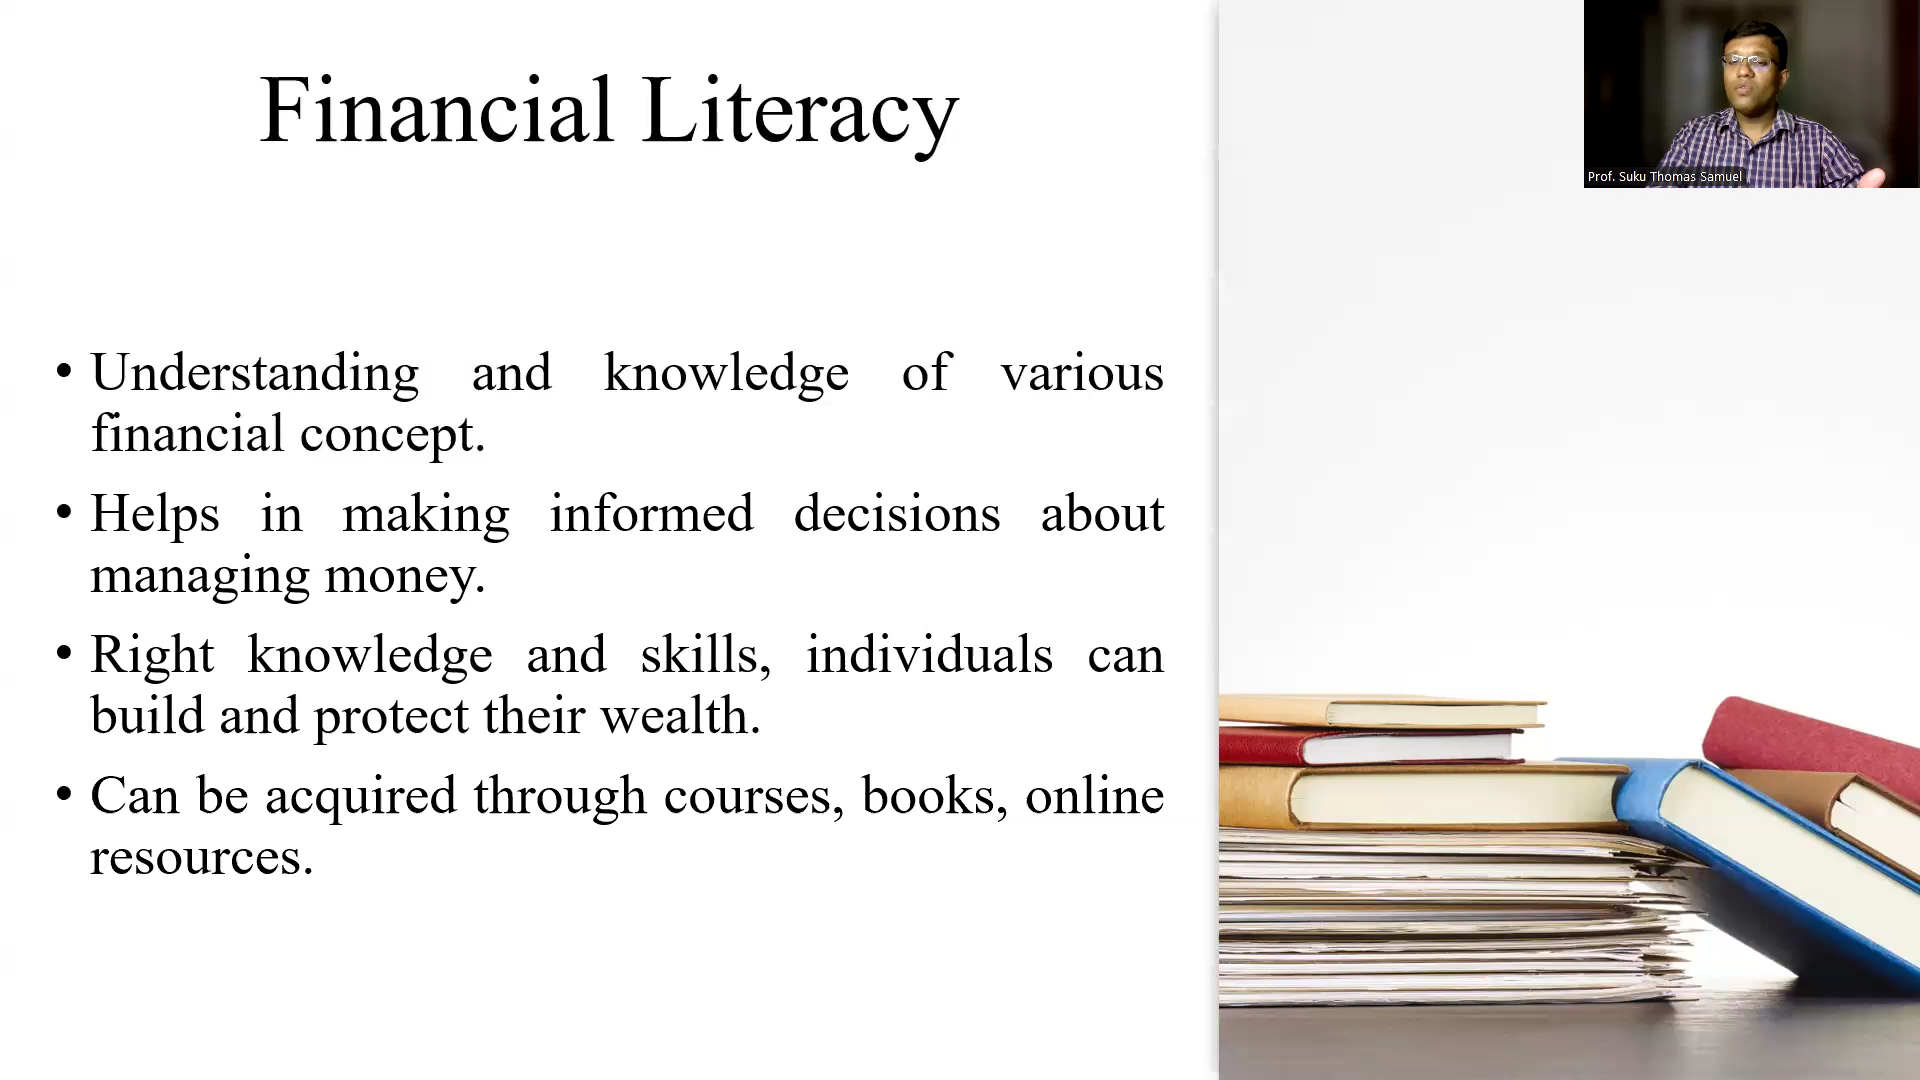 Financial Literacy
Prof. Suku Thomas Samuel
• Understanding and knowledge of various
financial concept.
• Helps in making informed decisions about
managing money.
• Right knowledge and skills, individuals can
build and protect their wealth.
• Can be acquired through courses, books, online
resources.